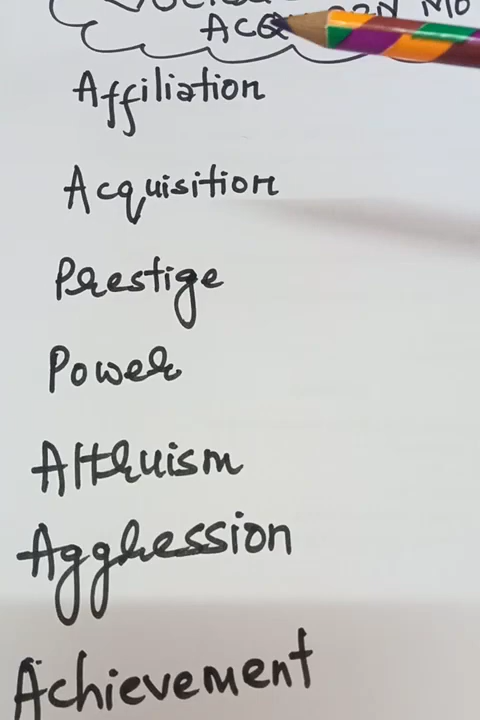 Affiliation
Acquisition
Prestige
Power
Altruism
Aggression
Achievement